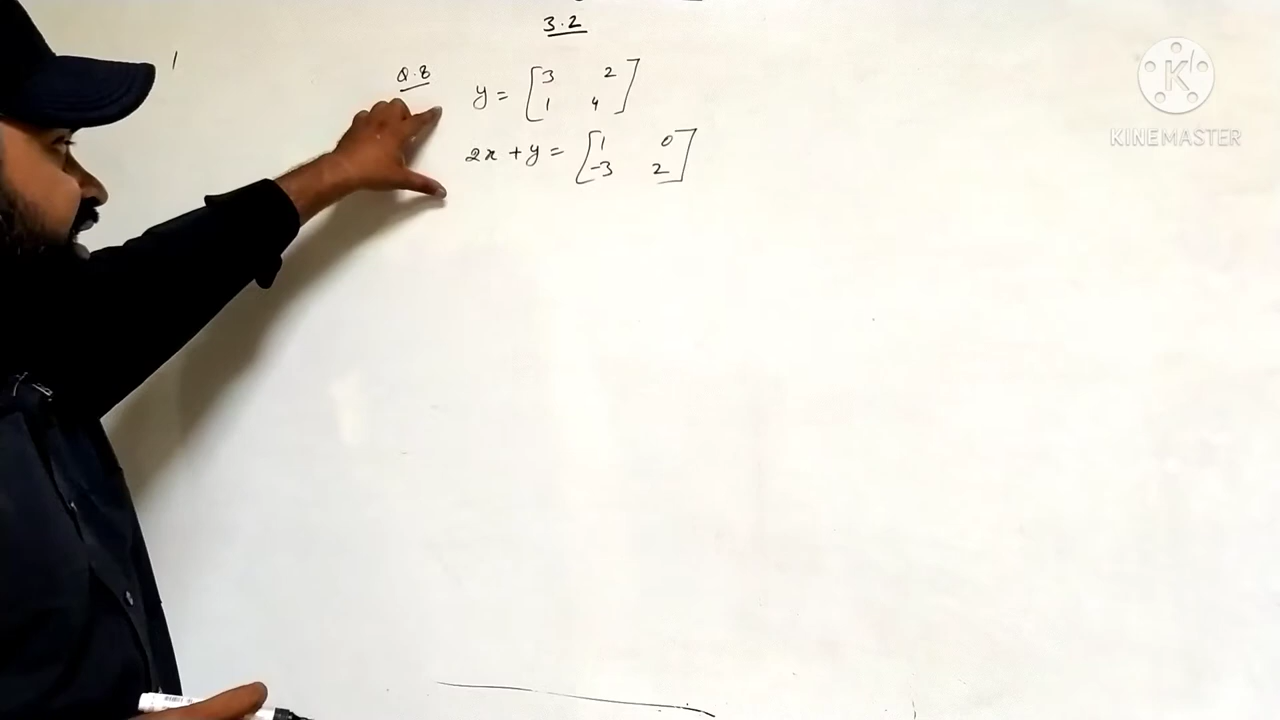 3.2
Q.8
y = [3 2
1 4]
2x + y = [1 0
-3 2]
K
KINEMASTER